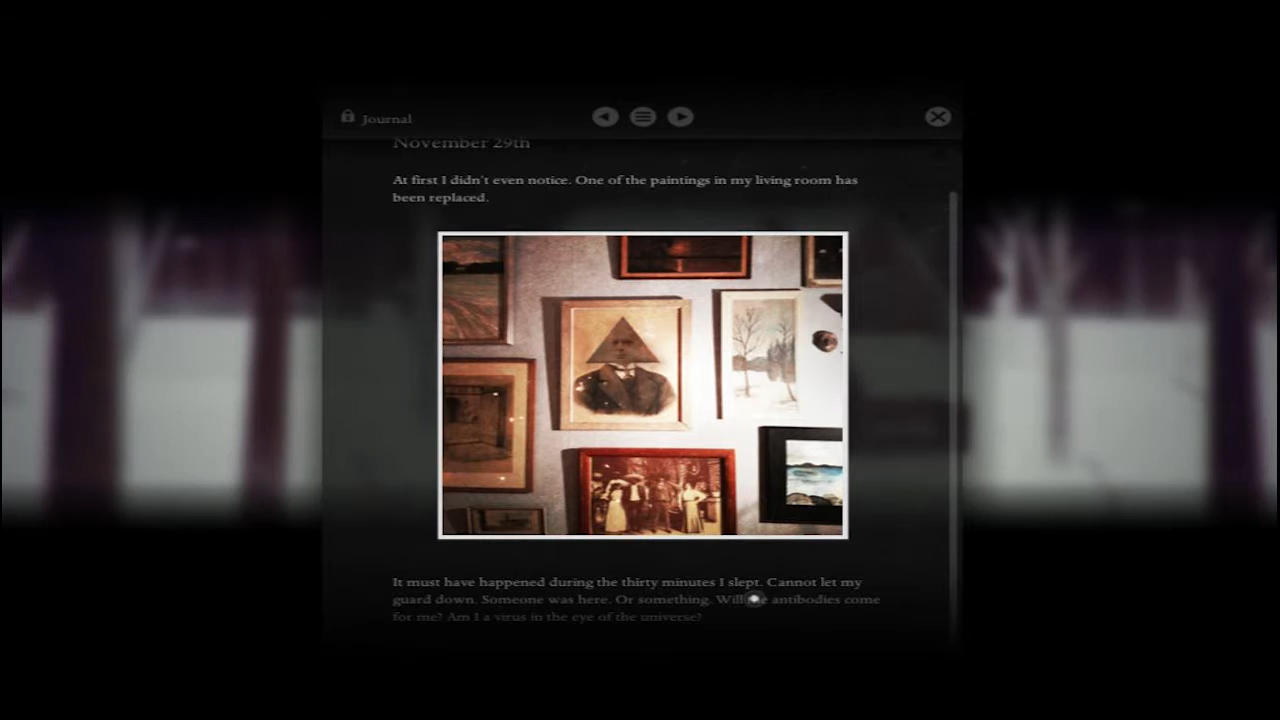 Journal
November 29th
At first I didn't even notice. One of the paintings in my living room has
been replaced.
It must have happened during the thirty minutes I slept. Cannot let my
guard down. Someone was here. Or something. Will antibodies come
for me? Am I a virus in the eye of the universe?